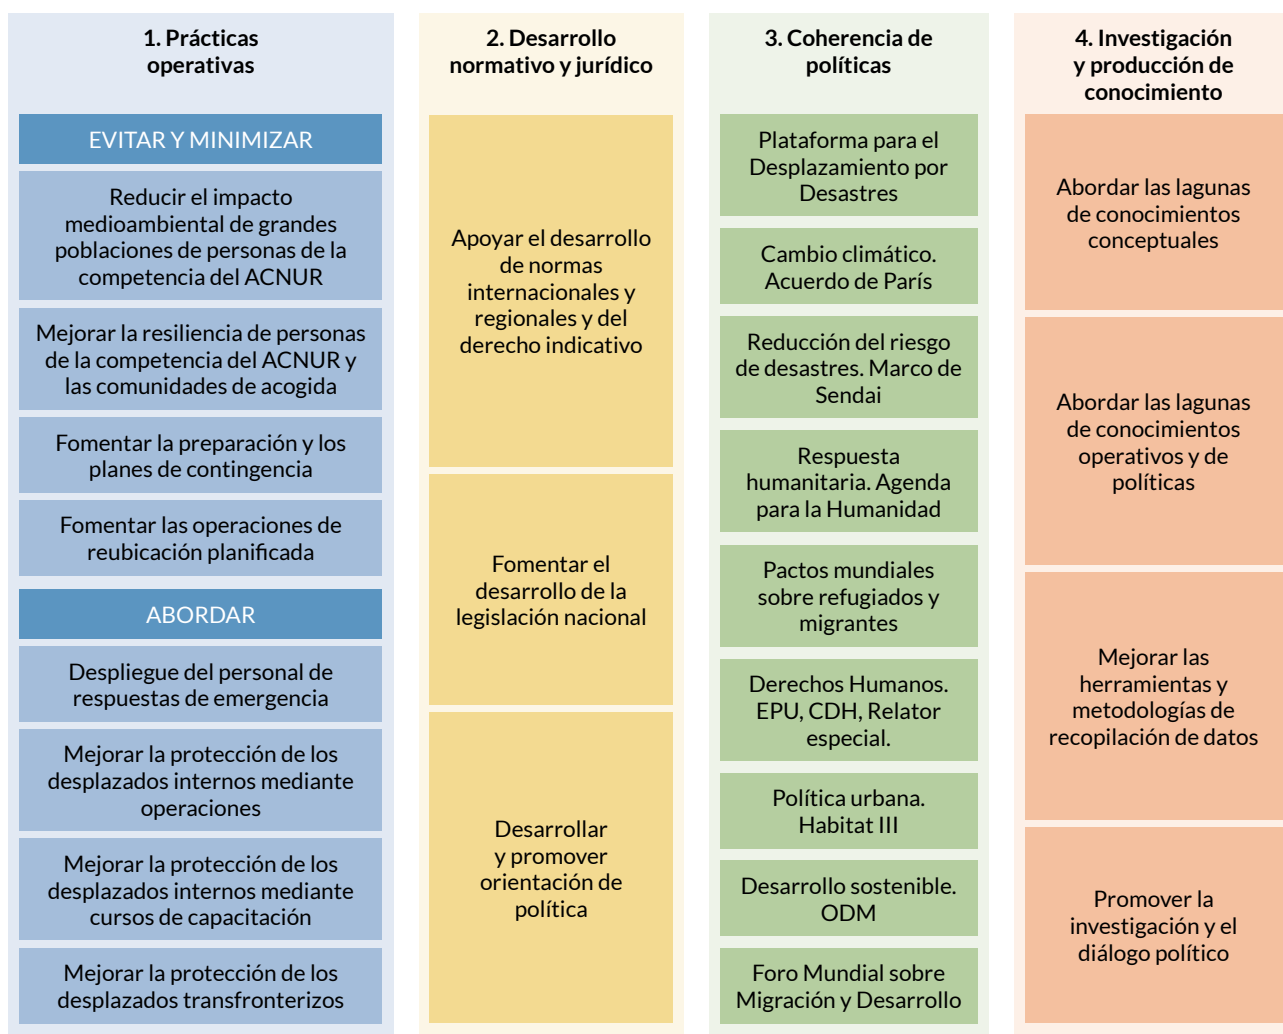 1. Prácticas
operativas
EVITAR Y MINIMIZAR
Reducir el impacto
medioambiental de grandes
poblaciones de personas de la
competencia del ACNUR
Mejorar la resiliencia de personas
de la competencia del ACNUR y
las comunidades de acogida
Fomentar la preparación y los
planes de contingencia
Fomentar las operaciones de
reubicación planificada
ABORDAR
Despliegue del personal de
respuestas de emergencia
Mejorar la protección de los
desplazados internos mediante
operaciones
Mejorar la protección de los
desplazados internos mediante
cursos de capacitación
Mejorar la protección de los
desplazados transfronterizos
2. Desarrollo
normativo y jurídico
Apoyar el desarrollo
de normas
internacionales y
regionales y del
derecho indicativo
Fomentar el
desarrollo de la
legislación nacional
Desarrollar
y promover
orientación de
política
3. Coherencia de
políticas
Plataforma para el
Desplazamiento por
Desastres
Cambio climático.
Acuerdo de París
Reducción del riesgo
de desastres. Marco de
Sendai
Respuesta
humanitaria. Agenda
para la Humanidad
Pactos mundiales
sobre refugiados y
migrantes
Derechos Humanos.
EPU, CDH, Relator
especial.
Política urbana.
Habitat III
Desarrollo sostenible.
ODM
Foro Mundial sobre
Migración y Desarrollo
4. Investigación
y producción de
conocimiento
Abordar las lagunas
de conocimientos
conceptuales
Abordar las lagunas
de conocimientos
operativos y de
políticas
Mejorar las
herramientas y
metodologías de
recopilación de datos
Promover la
investigación y el
diálogo político